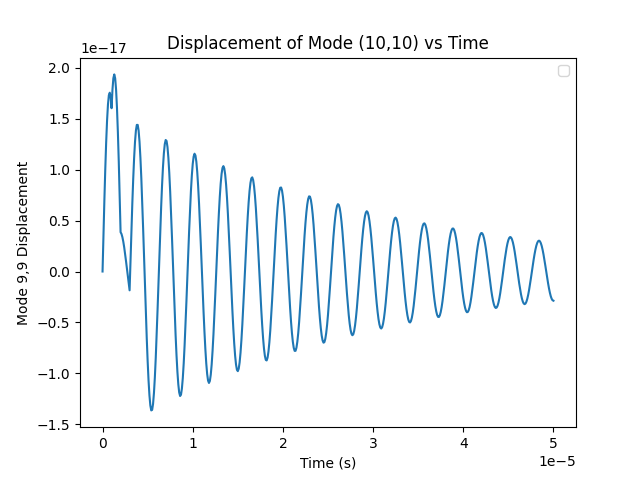 Displacement of Mode (10,10) vs Time
1e−17
2.0
1.5
1.0
0.5
0.0
−0.5
−1.0
−1.5
Mode 9,9 Displacement
0
1
2
3
4
5
1e−5
Time (s)